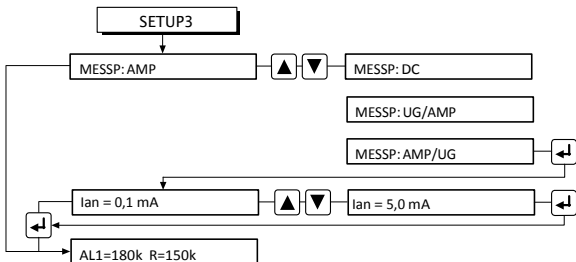 SETUP3
MESSP: AMP
MESSP: DC
MESSP: UG/AMP
MESSP: AMP/UG
Ian = 0,1 mA
Ian = 5,0 mA
AL1=180k R=150k